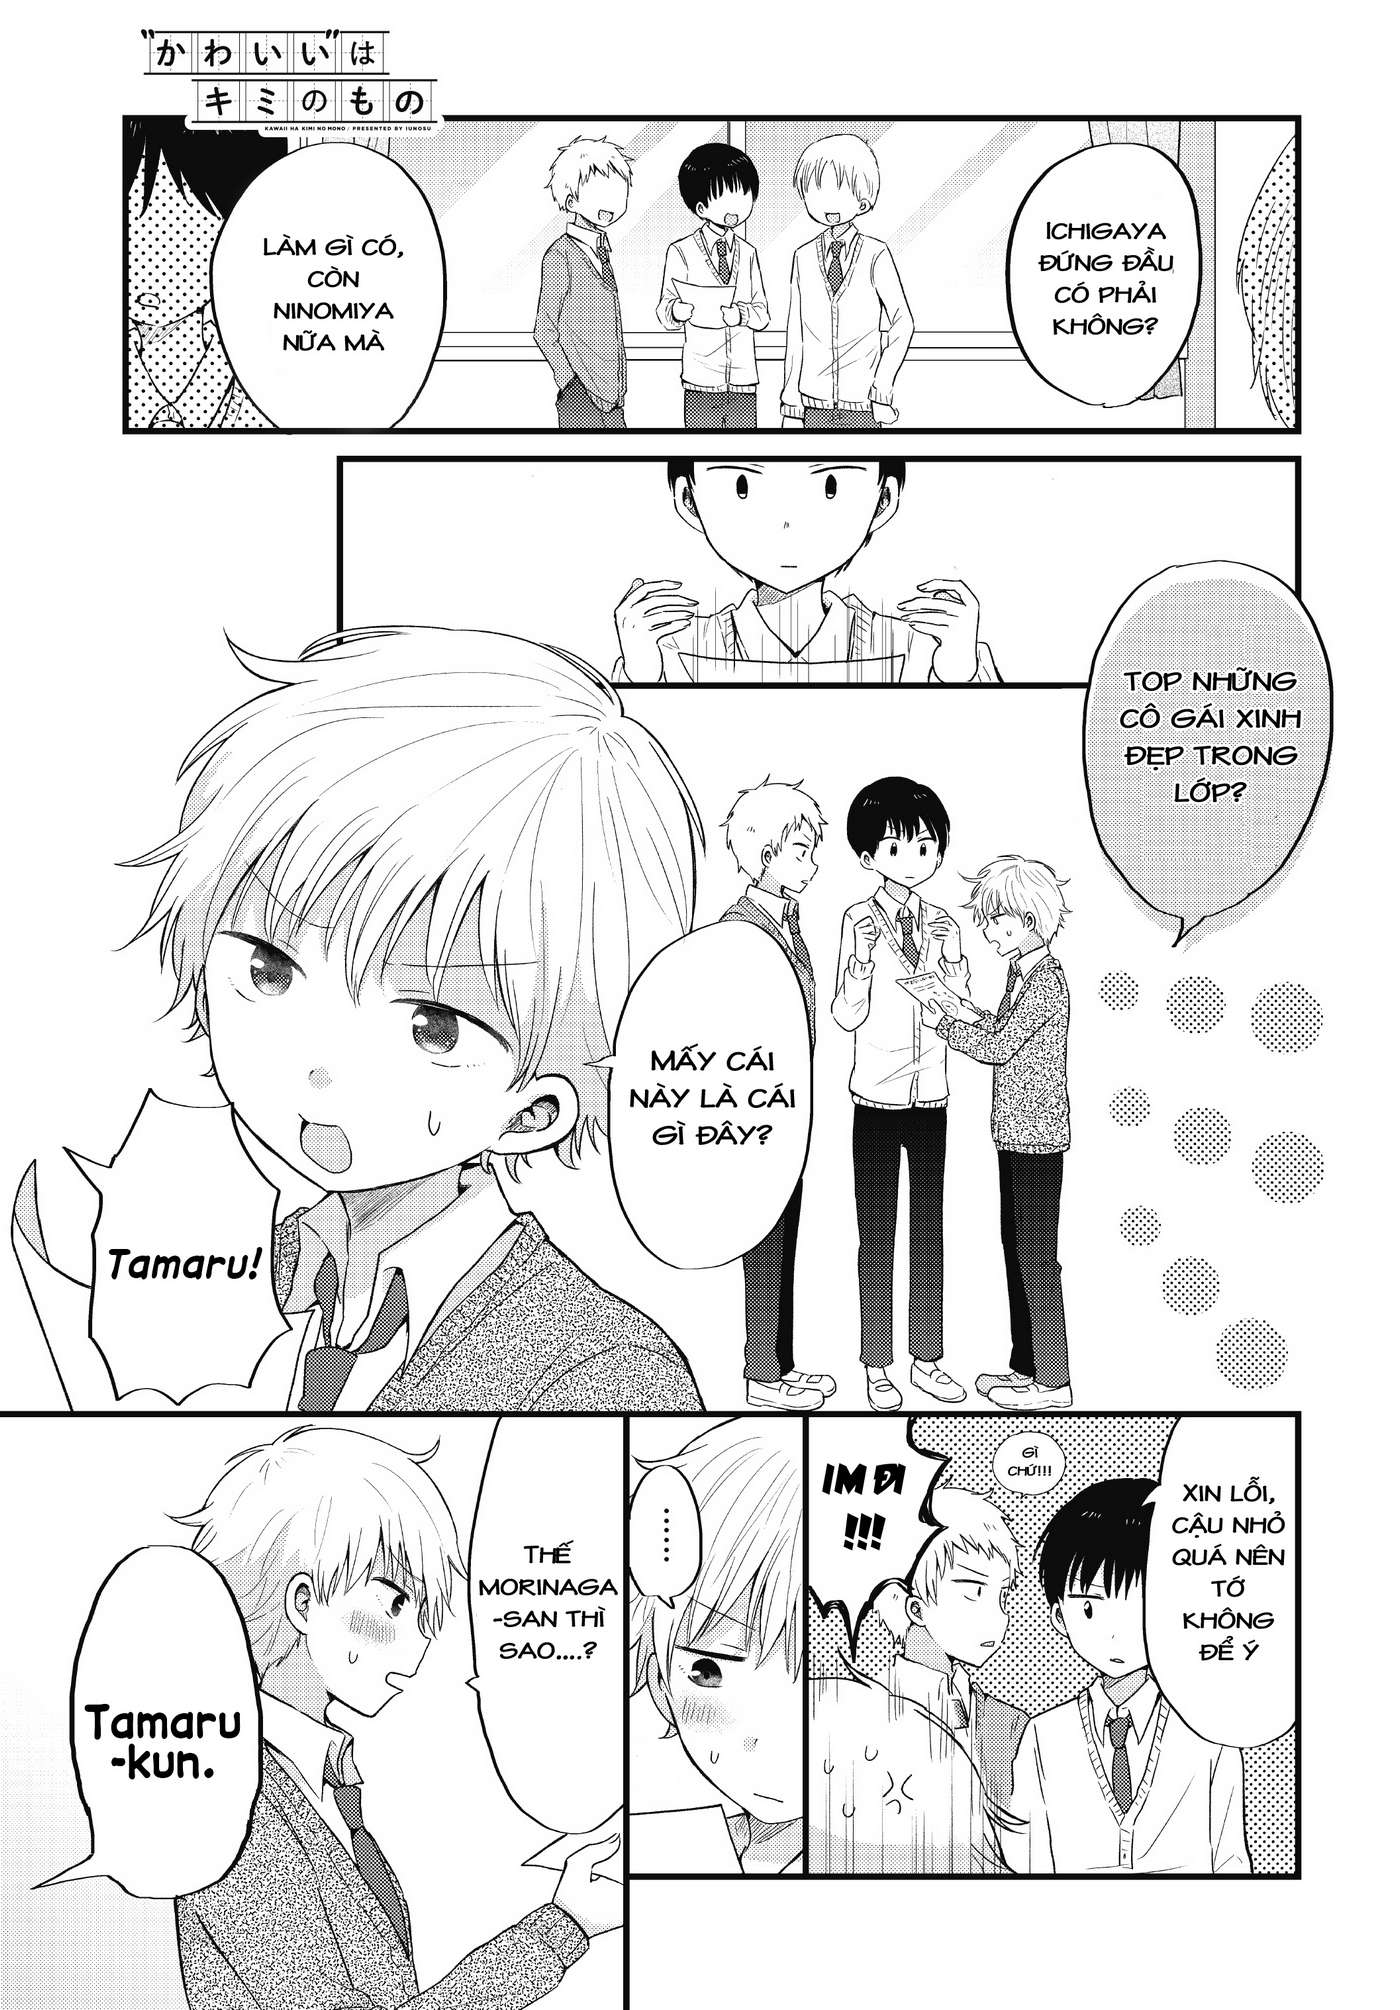 "かわいい"は
キミのもの
KAWAII HA KIMI NO MONO / PRESENTED BY IUNOSU
ICHIGAYA
ĐỨNG ĐẦU
CÓ PHẢI
KHÔNG?
LÀM GÌ CÓ,
CÒN
NINOMIYA
NỮA MÀ
TOP NHỮNG
CÔ GÁI XINH
ĐẸP TRONG
LỚP?
MẤY CÁI
NÀY LÀ CÁI
GÌ ĐÂY?
Tamaru!
XIN LỖI,
CẬU NHỎ
QUÁ NÊN
TỚ
KHÔNG
ĐỂ Ý
GÌ
CHỨ!!!
IM ĐI
!!!
......
THẾ
MORINAGA
-SAN THÌ
SAO....?
Tamaru
-kun.